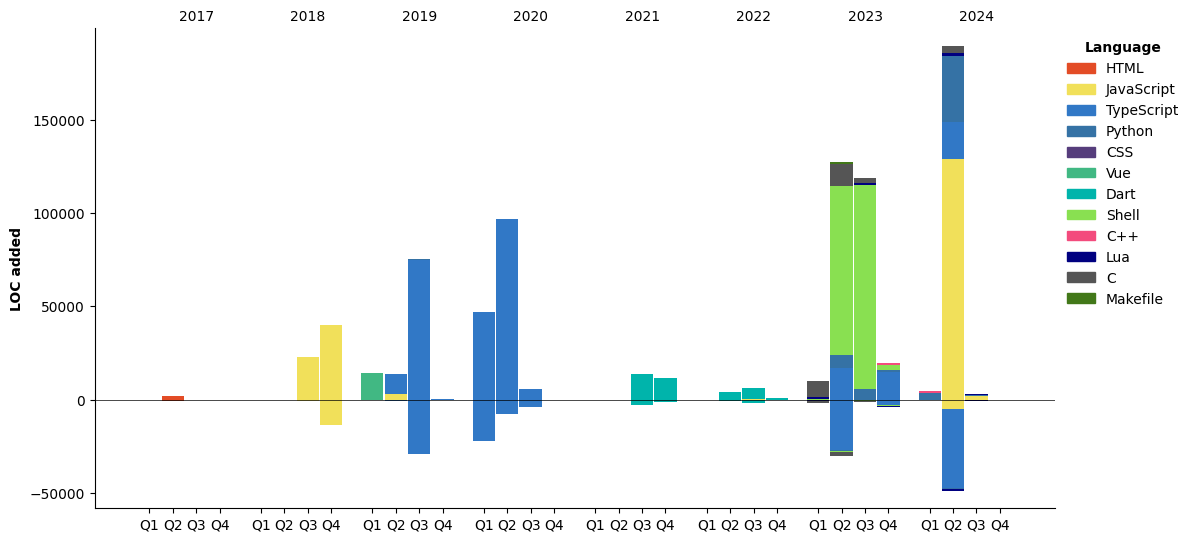 2017 2018 2019 2020 2021 2022 2023 2024
Language
HTML
JavaScript
TypeScript
Python
CSS
Vue
Dart
Shell
C++
Lua
C
Makefile
LOC added
150000
100000
50000
0
−50000
Q1 Q2 Q3 Q4 Q1 Q2 Q3 Q4 Q1 Q2 Q3 Q4 Q1 Q2 Q3 Q4 Q1 Q2 Q3 Q4 Q1 Q2 Q3 Q4 Q1 Q2 Q3 Q4 Q1 Q2 Q3 Q4